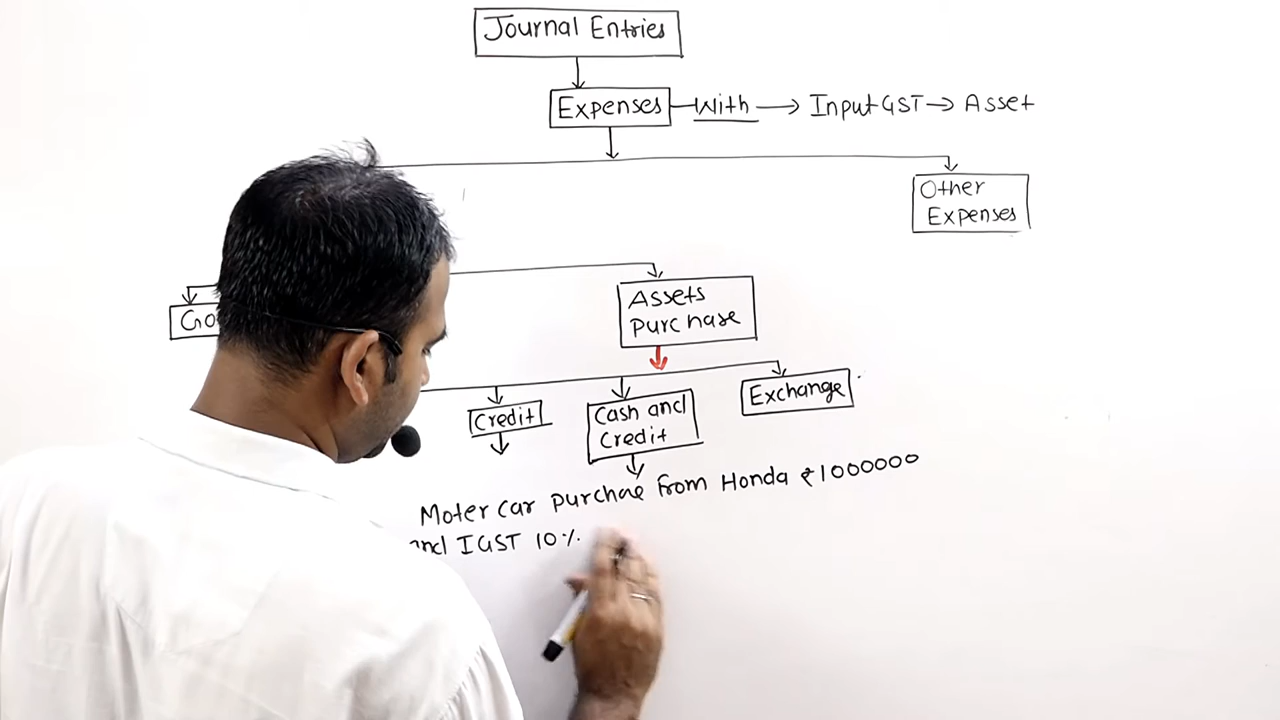 Journal Entries
Expenses With Input GST Asset
Other
Expenses
Go
Assets
purchase
Credit
Cash and
Credit
Exchange
Moter car purchae from Honda ₹1000000
and IGST 10%